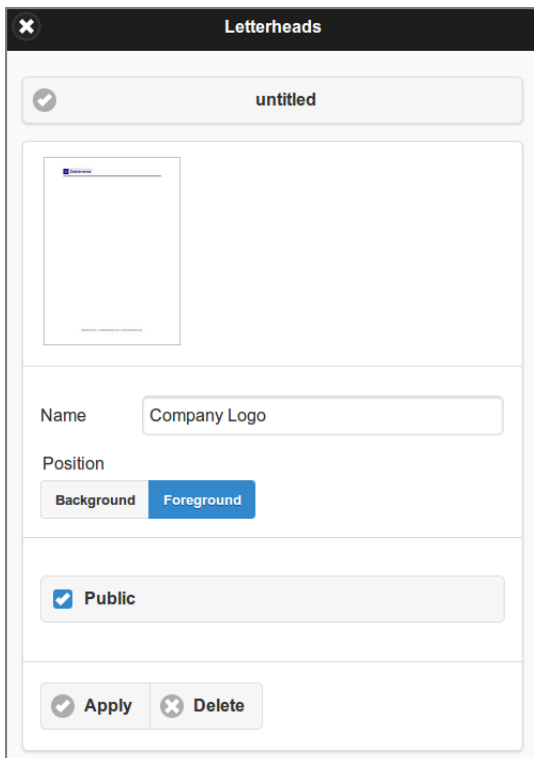 Letterheads
untitled
Name
Company Logo
Position
Background
Foreground
Public
Apply
Delete